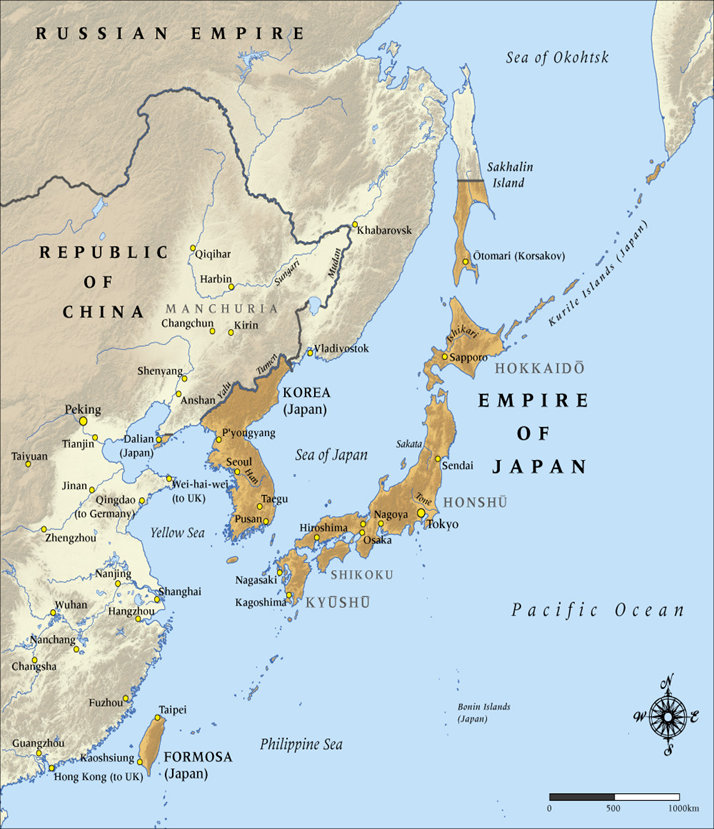 RUSSIAN EMPIRE
Sea of Okohtsk
Sakhalin
Island
Khabarovsk
REPUBLIC
OF
CHINA
Qiqihar
Ōtomari (Korsakov)
Kurile Islands (Japan)
Harbin
Sungari
Mudan
MANCHURIA
Changchun
Kirin
Vladivostok
Ishikari
Sapporo
HOKKAIDŌ
Shenyang
Yalu
Tumen
Anshan
KOREA
(Japan)
EMPIRE
OF
JAPAN
Peking
Tianjin
Dalian
(Japan)
P'yongyang
Sea of Japan
Sakata
Sendai
Taiyuan
Seoul
Han
Jinan
Wei-hai-wei
(to UK)
Qingdao
(to Germany)
Taegu
Pusan
Tone
HONSHŪ
Nagoya
Tokyo
Hiroshima
Osaka
Zhengzhou
Yellow Sea
Nagasaki
SHIKOKU
Kagoshima
KYŪSHŪ
Nanjing
Shanghai
Wuhan
Hangzhou
Pacific Ocean
Nanchang
Changsha
Fuzhou
Taipei
Bonin Islands
(Japan)
N
W
E
S
Guangzhou
Kaoshsiung
FORMOSA
(Japan)
Philippine Sea
Hong Kong (to UK)
0
500
1000km